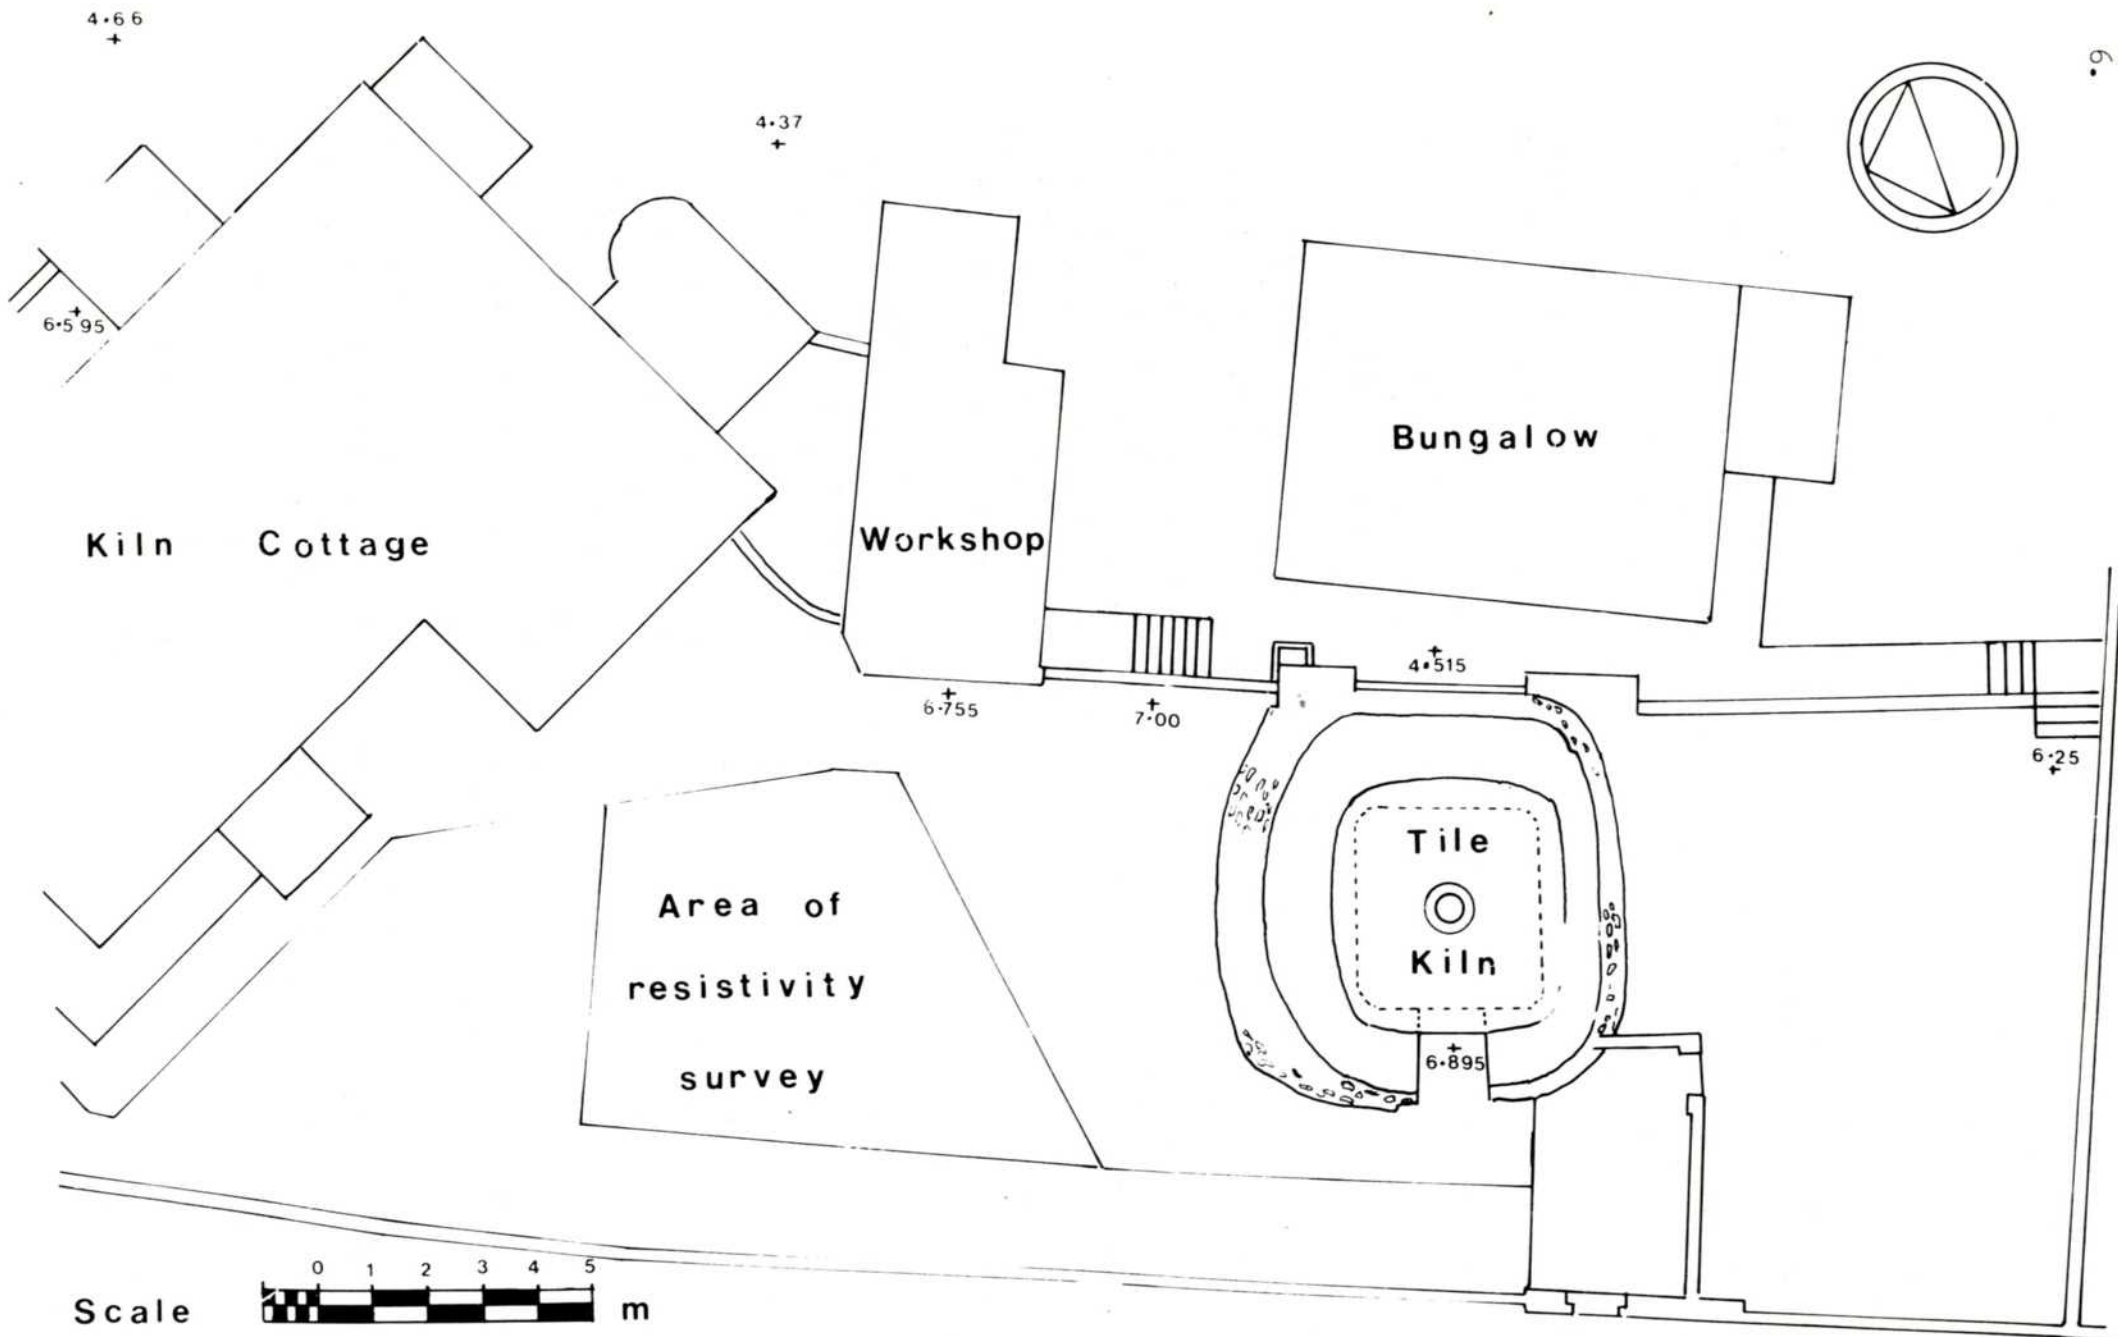 4·66
6·
4·37
6·595
Bungalow
Kiln Cottage
Workshop
4·515
6·755
7·00
6·25
Tile
Kiln
Area of
resistivity
survey
6·895
0 1 2 3 4 5
Scale m